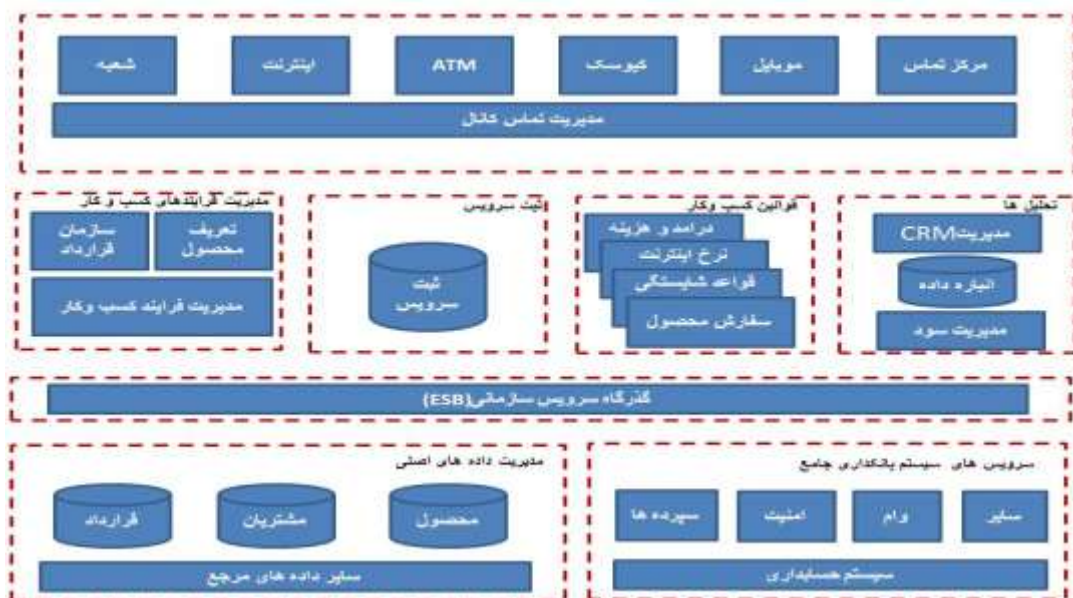 مرکز تماس
موبایل
کیوسک
ATM
اینترنت
شعبه
مدیریت تماس کانال
تحلیل ها
مدیریتCRM
انباره داده
مدیریت سود
قوانین کسب وکار
درامد و هزینه
نرخ اینترنت
قواعد شایستگی
سفارش محصول
ثبت سرویس
ثبت
سرویس
مدیریت فرایندهای کسب و کار
تعریف
محصول
سازمان
قرارداد
مدیریت فرایند کسب وکار
گذرگاه سرویس سازمانی(ESB)
سرویس های سیستم بانکداری جامع
سایر
وام
امنیت
سپرده ها
سیستم حسابداری
مدیریت داده های اصلی
محصول
مشتریان
قرارداد
سایر داده های مرجع